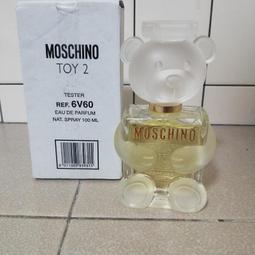 MOSCHINO
TOY 2
TESTER
REF. 6V60
EAU DE PARFUM
NAT. SPRAY 100 ML
MOSCHINO